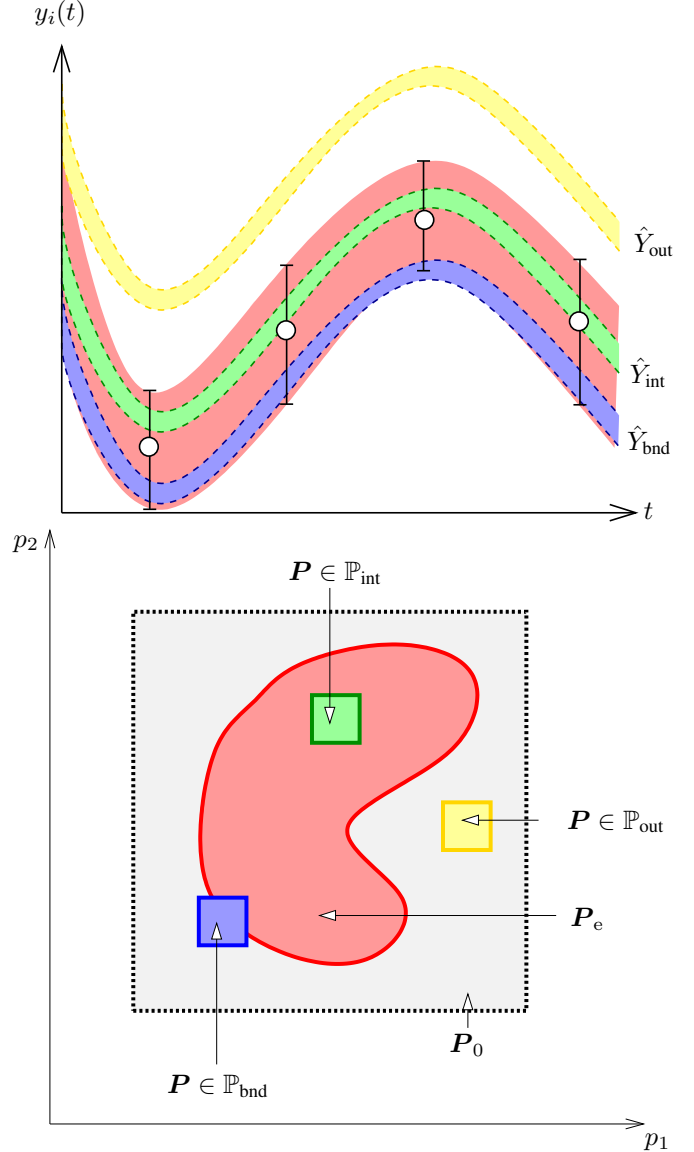 y_i(t)
Ŷ_out
Ŷ_int
Ŷ_bnd
t
p_2
P ∈ ℙ_int
P ∈ ℙ_out
P_e
P_0
P ∈ ℙ_bnd
p_1